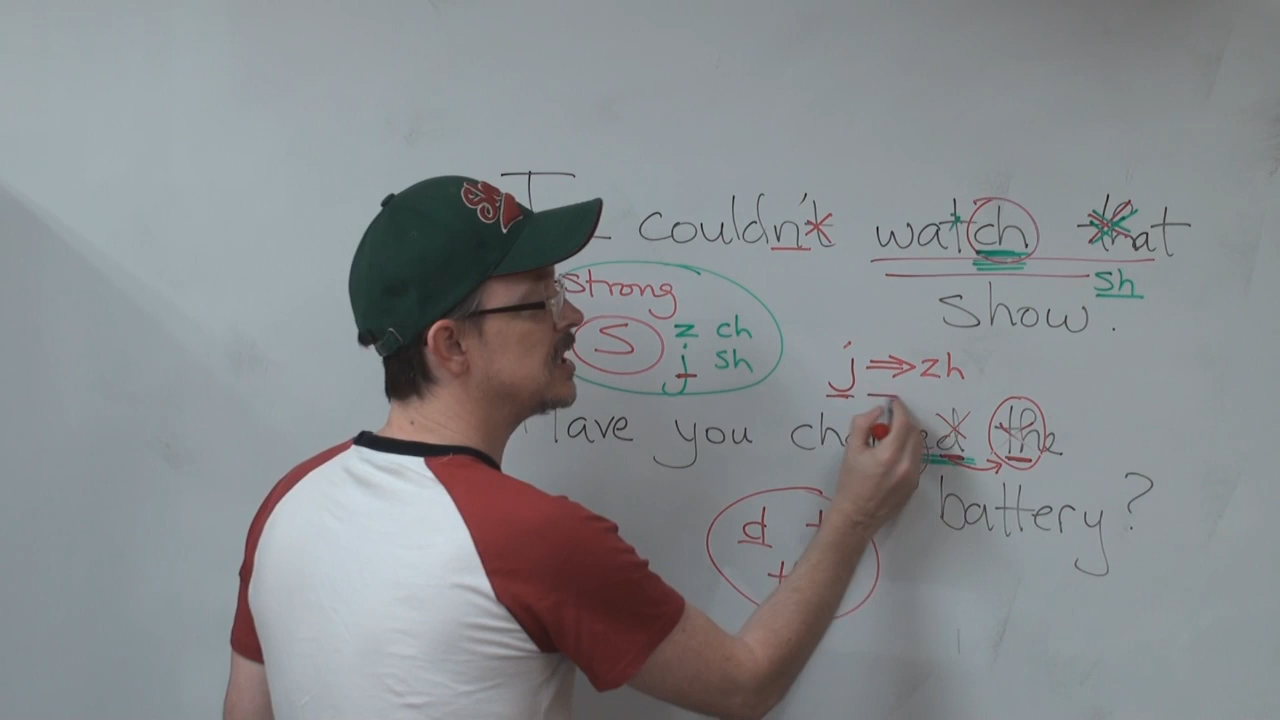 I couldn't watch that
sh
show.
strong
S z ch
j sh
j ⇒ zh
Have you changed the
battery?
d t